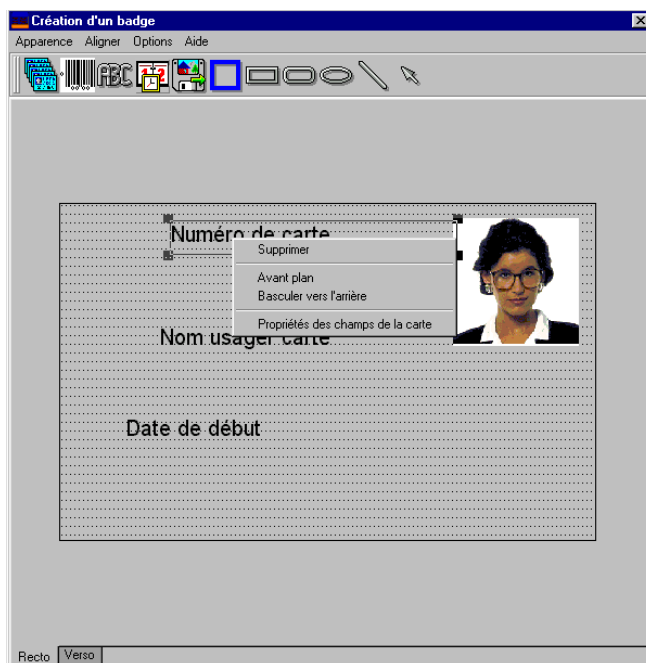 Création d'un badge
Apparence Aligner Options Aide
ABC
Numéro de carte
Supprimer
Avant plan
Basculer vers l'arrière
Propriétés des champs de la carte
Nom usager carte
Date de début
Recto Verso